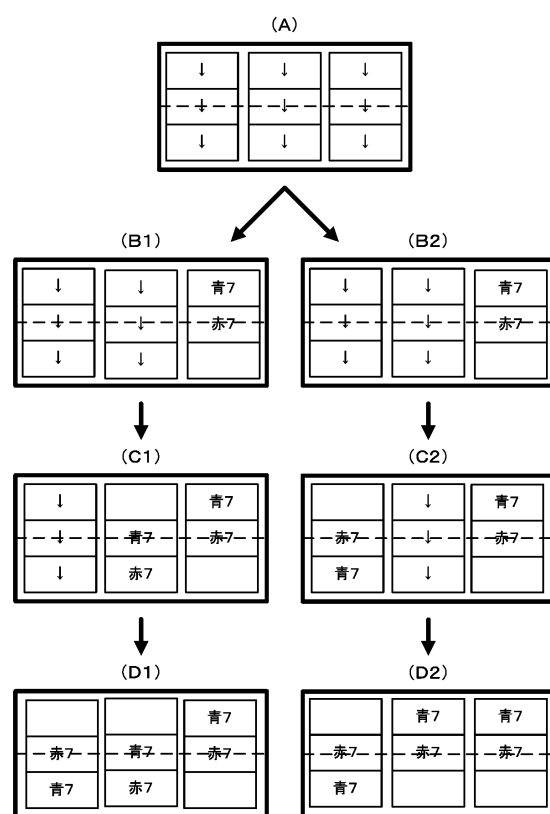 (A)
↓ ↓ ↓
↓ ↓ ↓
↓ ↓ ↓
(B1) (B2)
↓ ↓ 青7 ↓ ↓ 青7
↓ ↓ 赤7 ↓ ↓ 赤7
↓ ↓ ↓ ↓
(C1) (C2)
↓ 青7 ↓ 青7
↓ 青7 赤7 赤7 ↓ 赤7
↓ 赤7 青7 ↓
(D1) (D2)
青7 青7 青7
赤7 青7 赤7 赤7 赤7 赤7
青7 赤7 青7